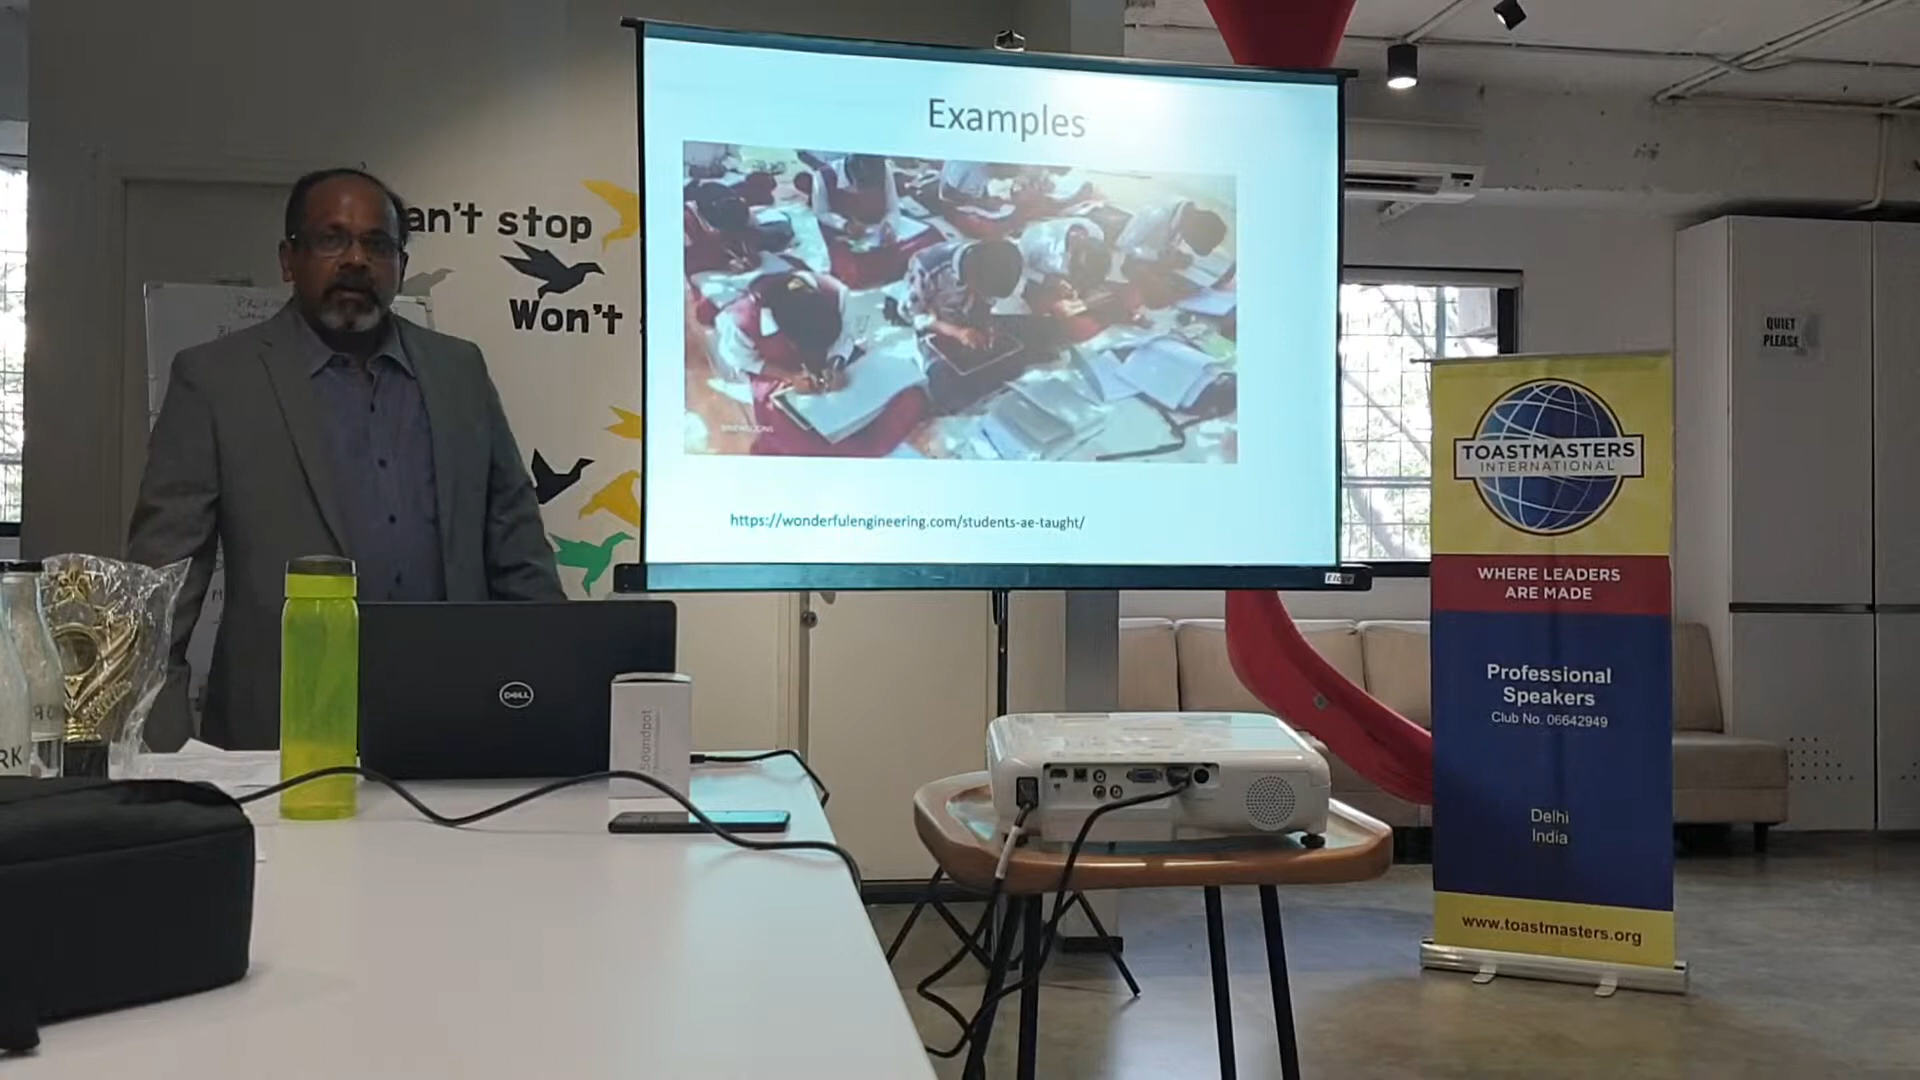 an't stop
Won't
Examples
https://wonderfulengineering.com/students-ae-taught/
QUIET
PLEASE
TOASTMASTERS
INTERNATIONAL
WHERE LEADERS
ARE MADE
Professional
Speakers
Club No. 06642949
Delhi
India
www.toastmasters.org
DELL
Soundpot
RK